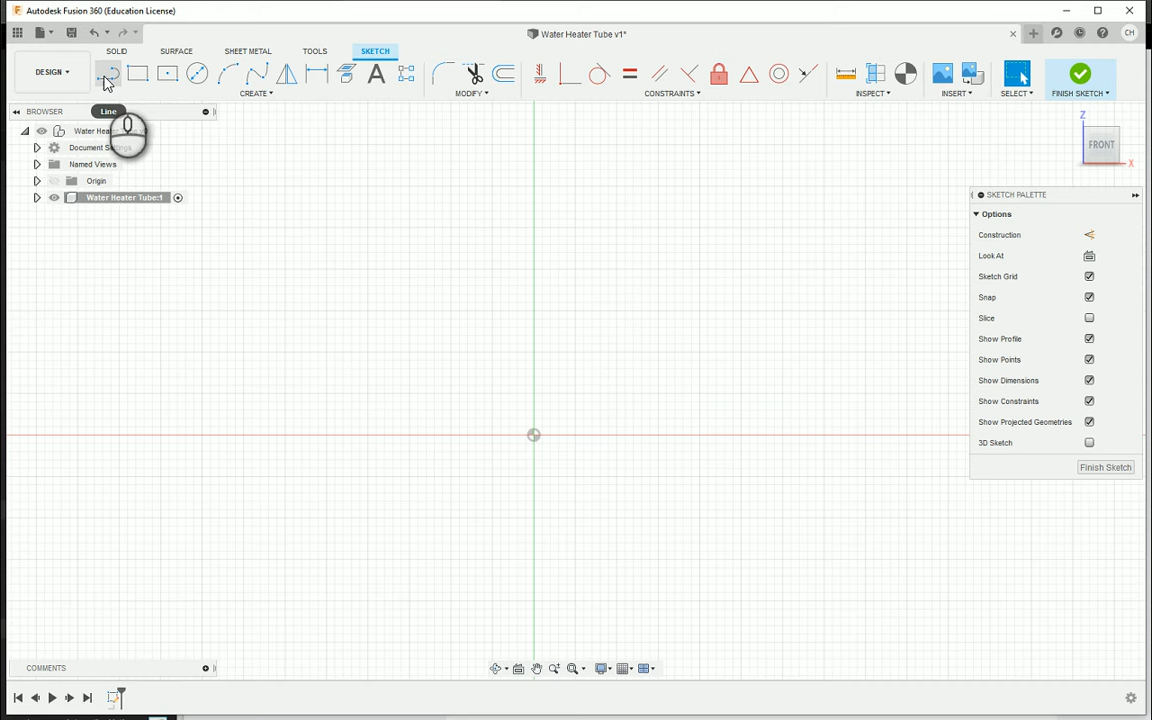 Autodesk Fusion 360 (Education License)
Water Heater Tube v1*
CH
SOLID
SURFACE
SHEET METAL
TOOLS
SKETCH
DESIGN
CREATE
MODIFY
CONSTRAINTS
INSPECT
INSERT
SELECT
FINISH SKETCH
BROWSER
Line
Water Hea
Document
Named Views
Origin
Water Heater Tube:1
Z
FRONT
X
SKETCH PALETTE
Options
Construction
Look At
Sketch Grid
Snap
Slice
Show Profile
Show Points
Show Dimensions
Show Constraints
Show Projected Geometries
3D Sketch
Finish Sketch
COMMENTS